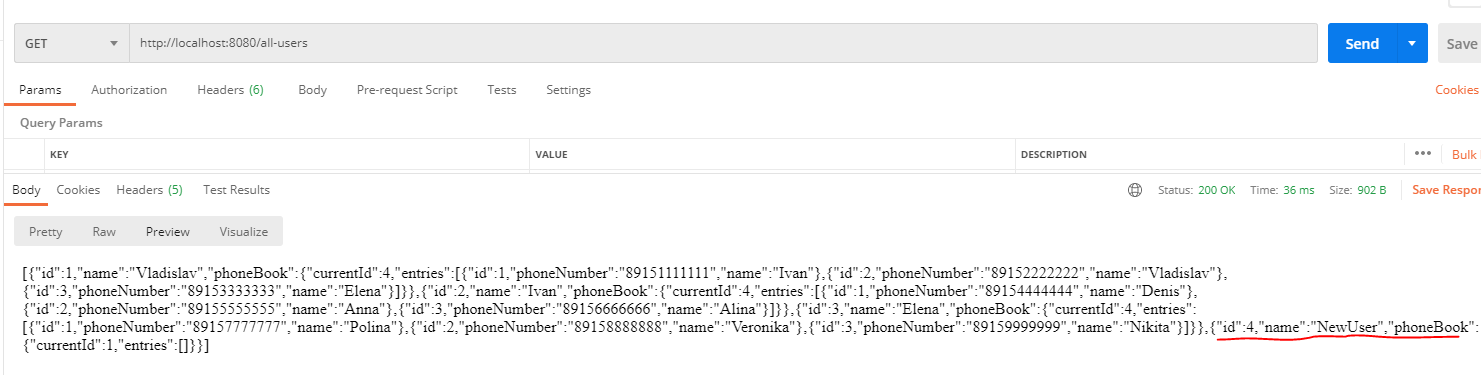 GET http://localhost:8080/all-users Send Save
Params Authorization Headers (6) Body Pre-request Script Tests Settings Cookies
Query Params
KEY VALUE DESCRIPTION ••• Bulk
Body Cookies Headers (5) Test Results Status: 200 OK Time: 36 ms Size: 902 B Save Respor
Pretty Raw Preview Visualize
[{"id":1,"name":"Vladislav","phoneBook":{"currentId":4,"entries":[{"id":1,"phoneNumber":"89151111111","name":"Ivan"},{"id":2,"phoneNumber":"89152222222","name":"Vladislav"},
{"id":3,"phoneNumber":"89153333333","name":"Elena"}]}},{"id":2,"name":"Ivan","phoneBook":{"currentId":4,"entries":[{"id":1,"phoneNumber":"89154444444","name":"Denis"},
{"id":2,"phoneNumber":"89155555555","name":"Anna"},{"id":3,"phoneNumber":"89156666666","name":"Alina"}]}},{"id":3,"name":"Elena","phoneBook":{"currentId":4,"entries":
[{"id":1,"phoneNumber":"89157777777","name":"Polina"},{"id":2,"phoneNumber":"89158888888","name":"Veronika"},{"id":3,"phoneNumber":"89159999999","name":"Nikita"}]}},{"id":4,"name":"NewUser","phoneBook":
{"currentId":1,"entries":[]}}]